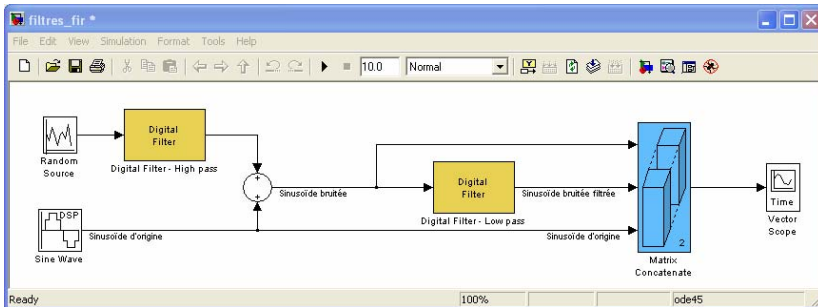 filtres_fir *
File Edit View Simulation Format Tools Help
10.0 Normal
Random
Source
Digital
Filter
Digital Filter - High pass
+
+
Sinusoïde bruitée
Digital
Filter
Digital Filter - Low pass
Sinusoïde bruitée filtrée
DSP
Sine Wave
Sinusoïde d'origine
Sinusoïde d'origine
2
Matrix
Concatenate
Time
Vector
Scope
Ready 100% ode45